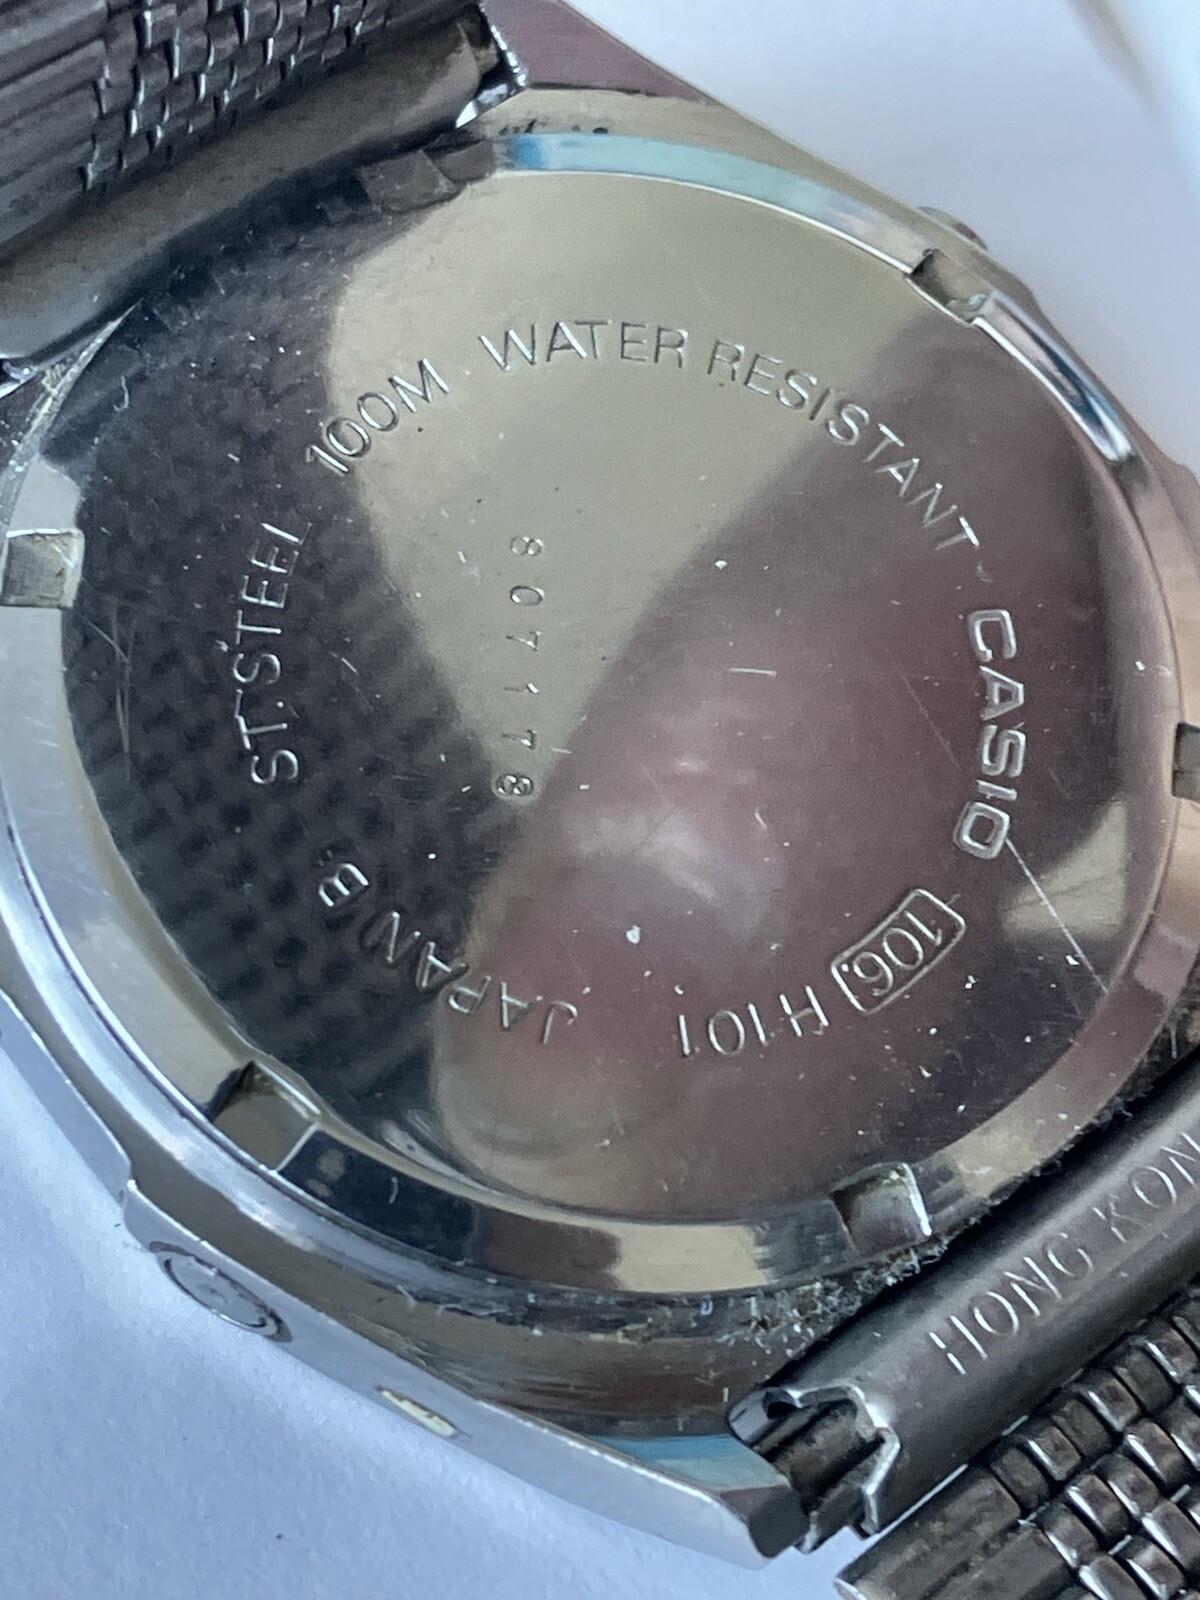 ST.STEEL 100M WATER RESISTANT CASIO
106. H101 JAPAN B
807178
HONG KON